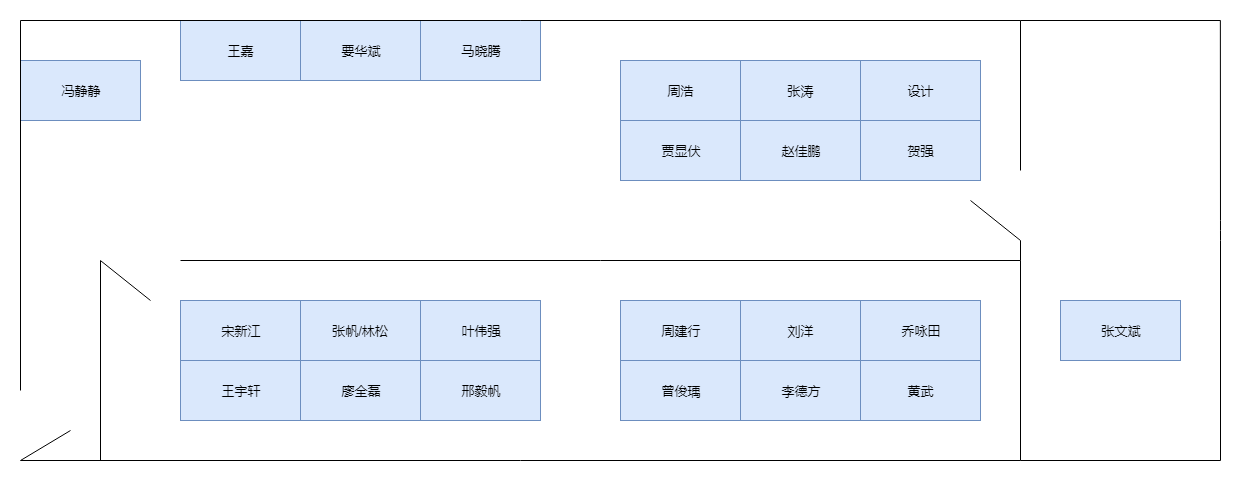 王嘉
要华斌
马晓腾
冯静静
周浩
张涛
设计
贾显伏
赵佳鹏
贺强
宋新江
张帆/林松
叶伟强
周建行
刘洋
乔咏田
张文斌
王宇轩
廖全磊
邢毅帆
曾俊瑀
李德方
黄武